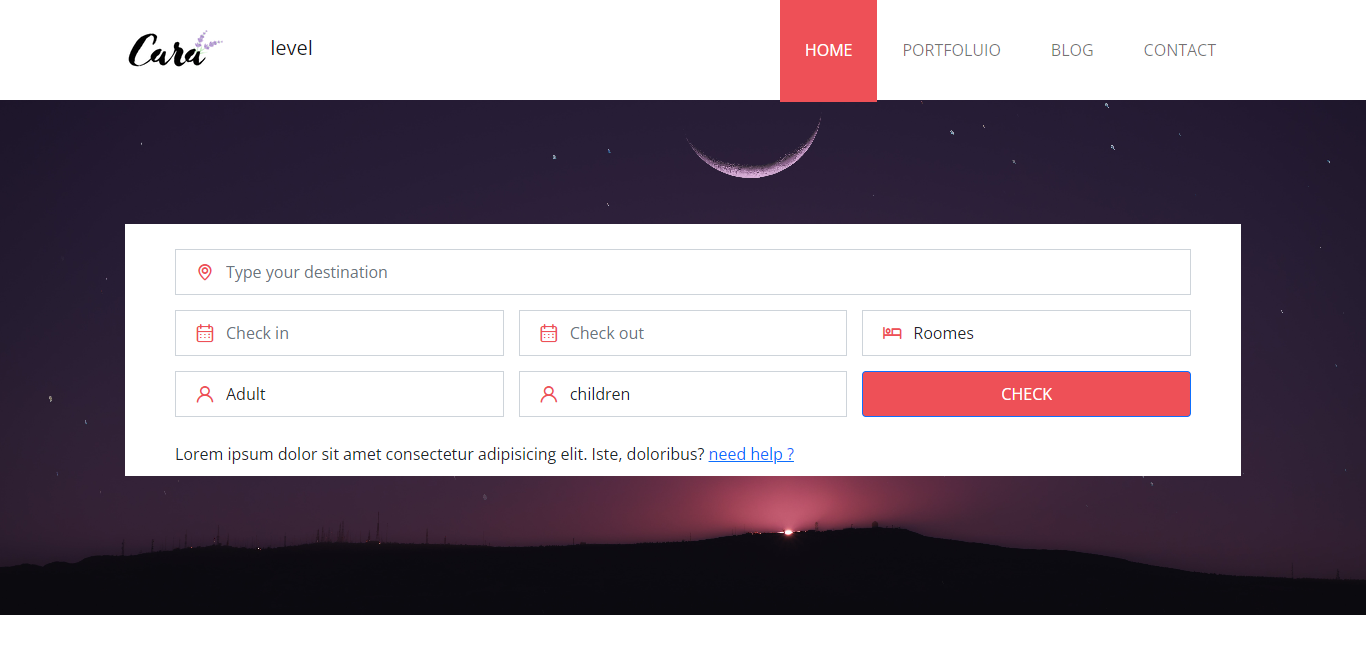 Cara
level
HOME
PORTFOLUIO
BLOG
CONTACT
Type your destination
Check in
Check out
Roomes
Adult
children
CHECK
Lorem ipsum dolor sit amet consectetur adipisicing elit. Iste, doloribus? need help ?